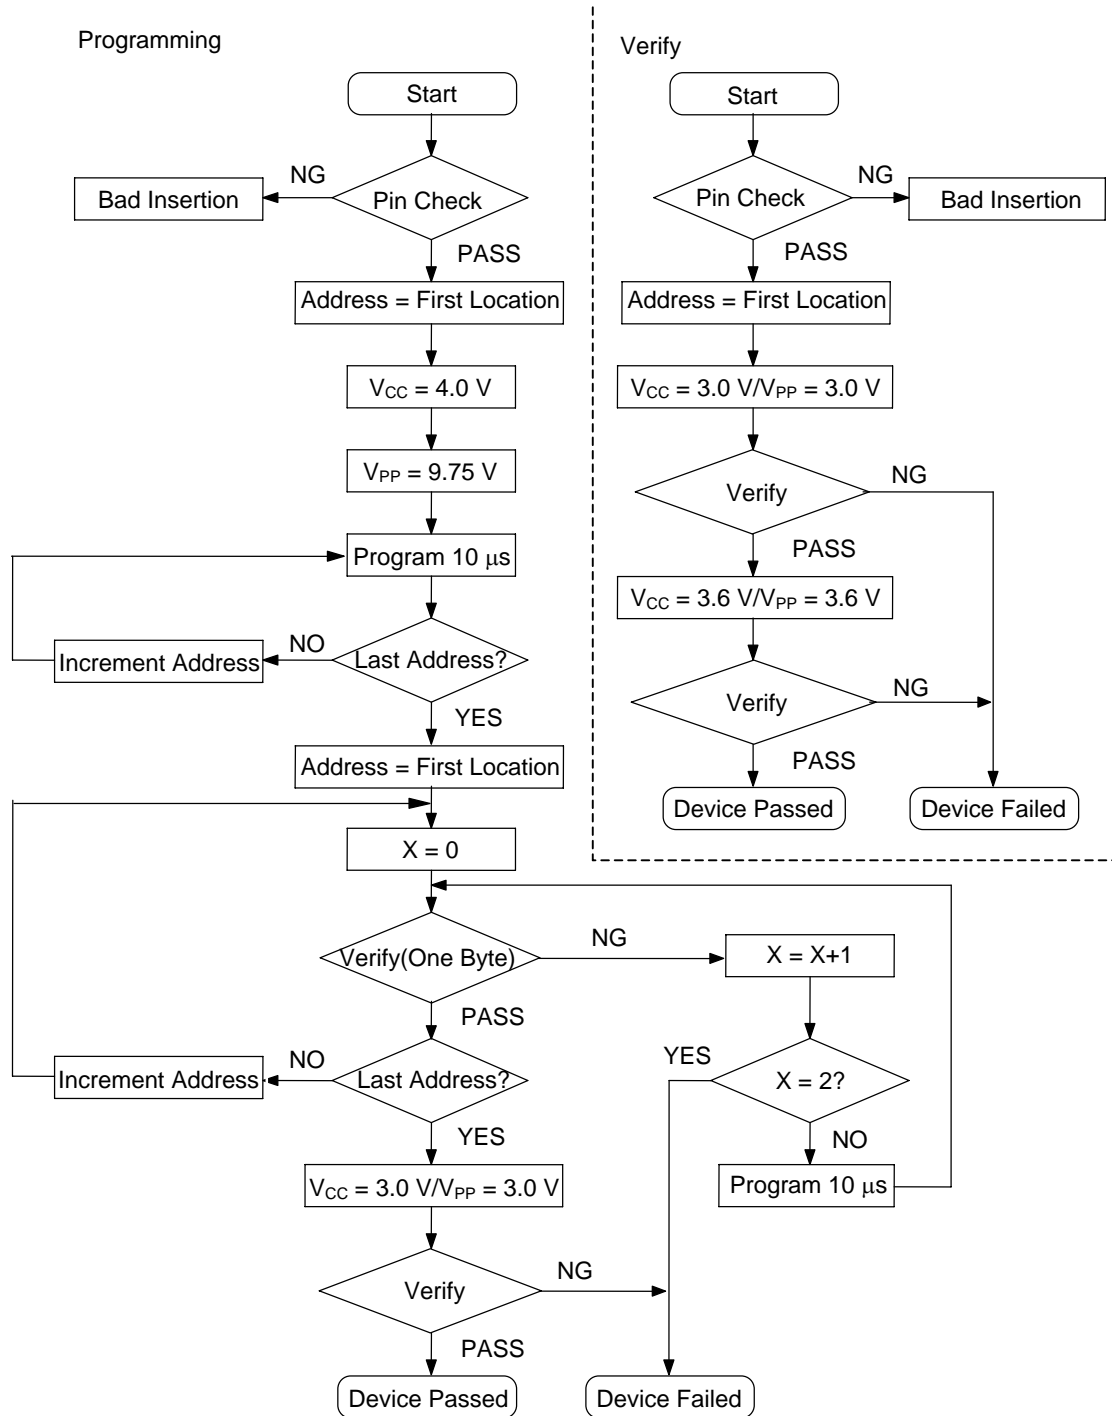 Programming
Start
NG
Bad Insertion
Pin Check
PASS
Address = First Location
VCC = 4.0 V
VPP = 9.75 V
Program 10 μs
NO
Increment Address
Last Address?
YES
Address = First Location
X = 0
Verify(One Byte)
NG
X = X+1
PASS
NO
Increment Address
Last Address?
YES
X = 2?
YES
NO
VCC = 3.0 V/VPP = 3.0 V
Program 10 μs
Verify
NG
PASS
Device Passed
Device Failed
Verify
Start
Pin Check
NG
Bad Insertion
PASS
Address = First Location
VCC = 3.0 V/VPP = 3.0 V
Verify
NG
PASS
VCC = 3.6 V/VPP = 3.6 V
Verify
NG
PASS
Device Passed
Device Failed